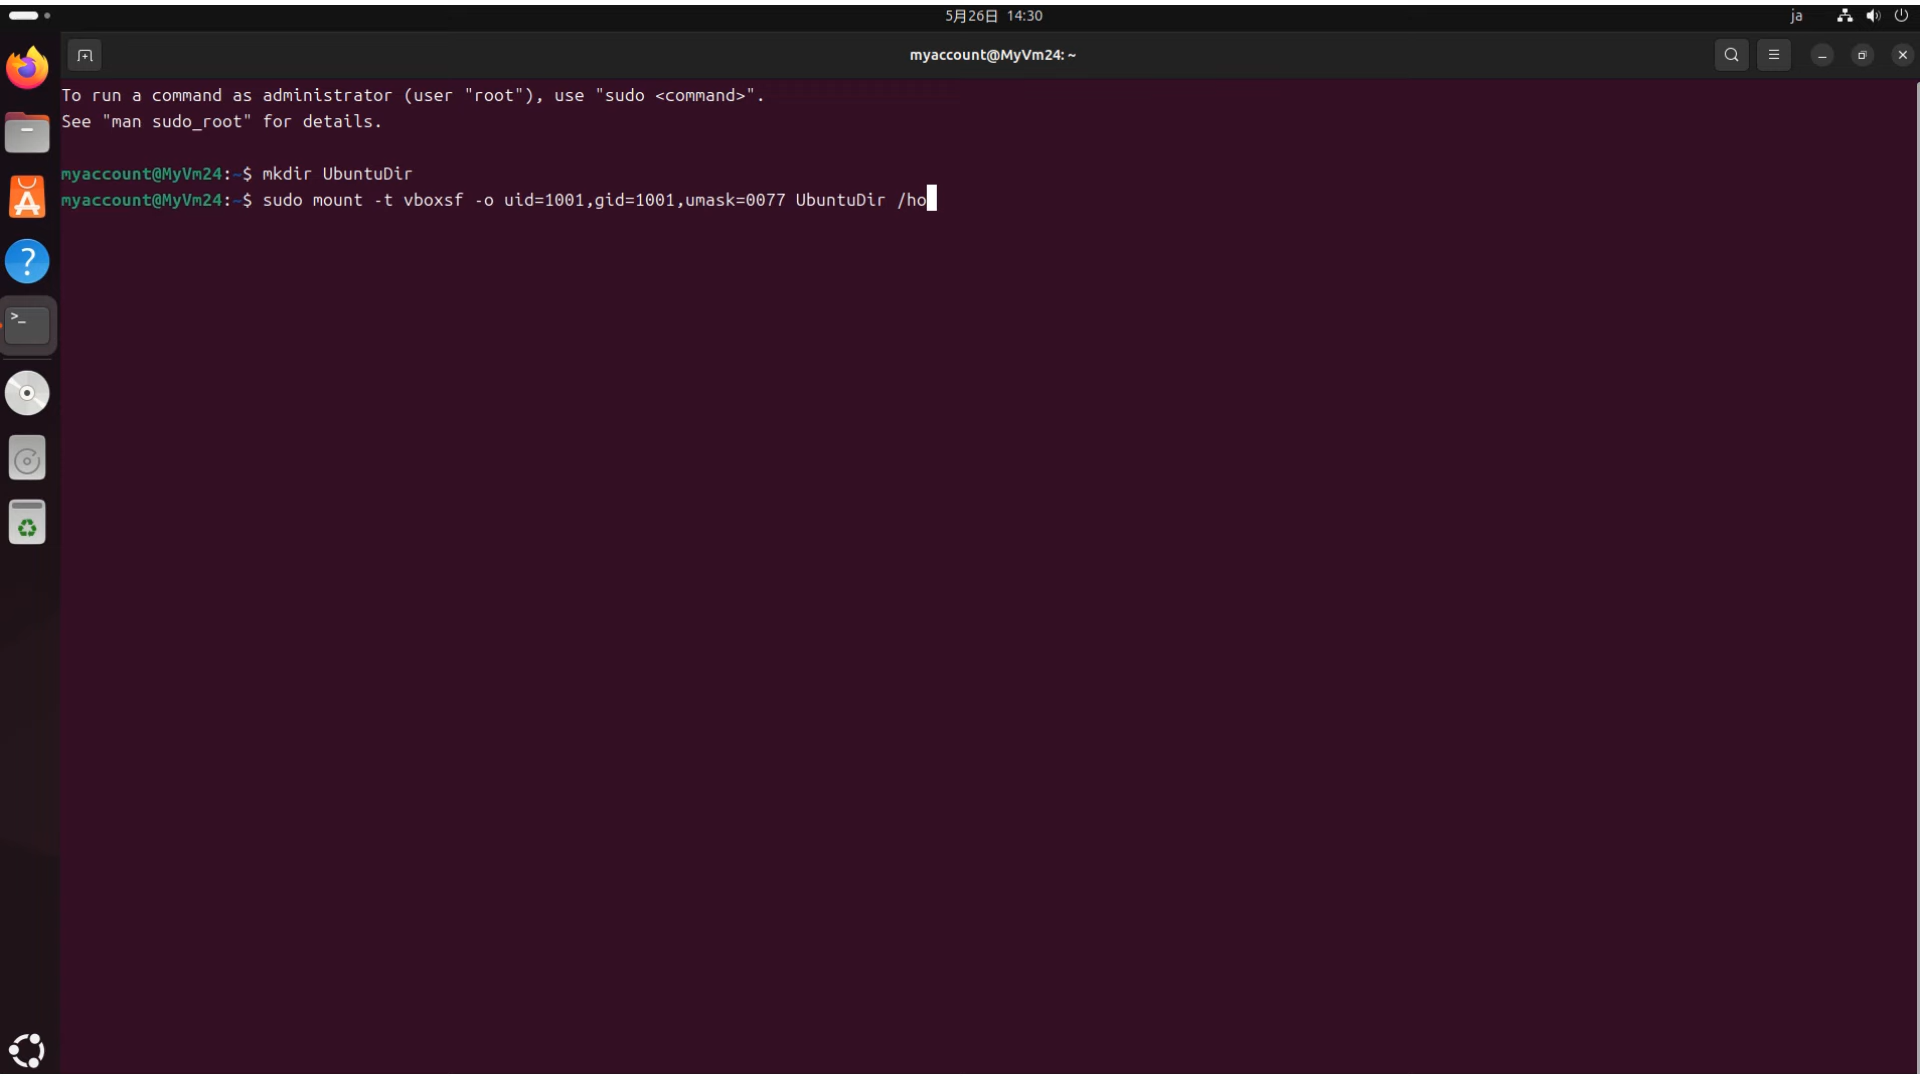 5月26日 14:30
ja
myaccount@MyVm24: ~
To run a command as administrator (user "root"), use "sudo <command>".
See "man sudo_root" for details.
myaccount@MyVm24:~$ mkdir UbuntuDir
myaccount@MyVm24:~$ sudo mount -t vboxsf -o uid=1001,gid=1001,umask=0077 UbuntuDir /ho